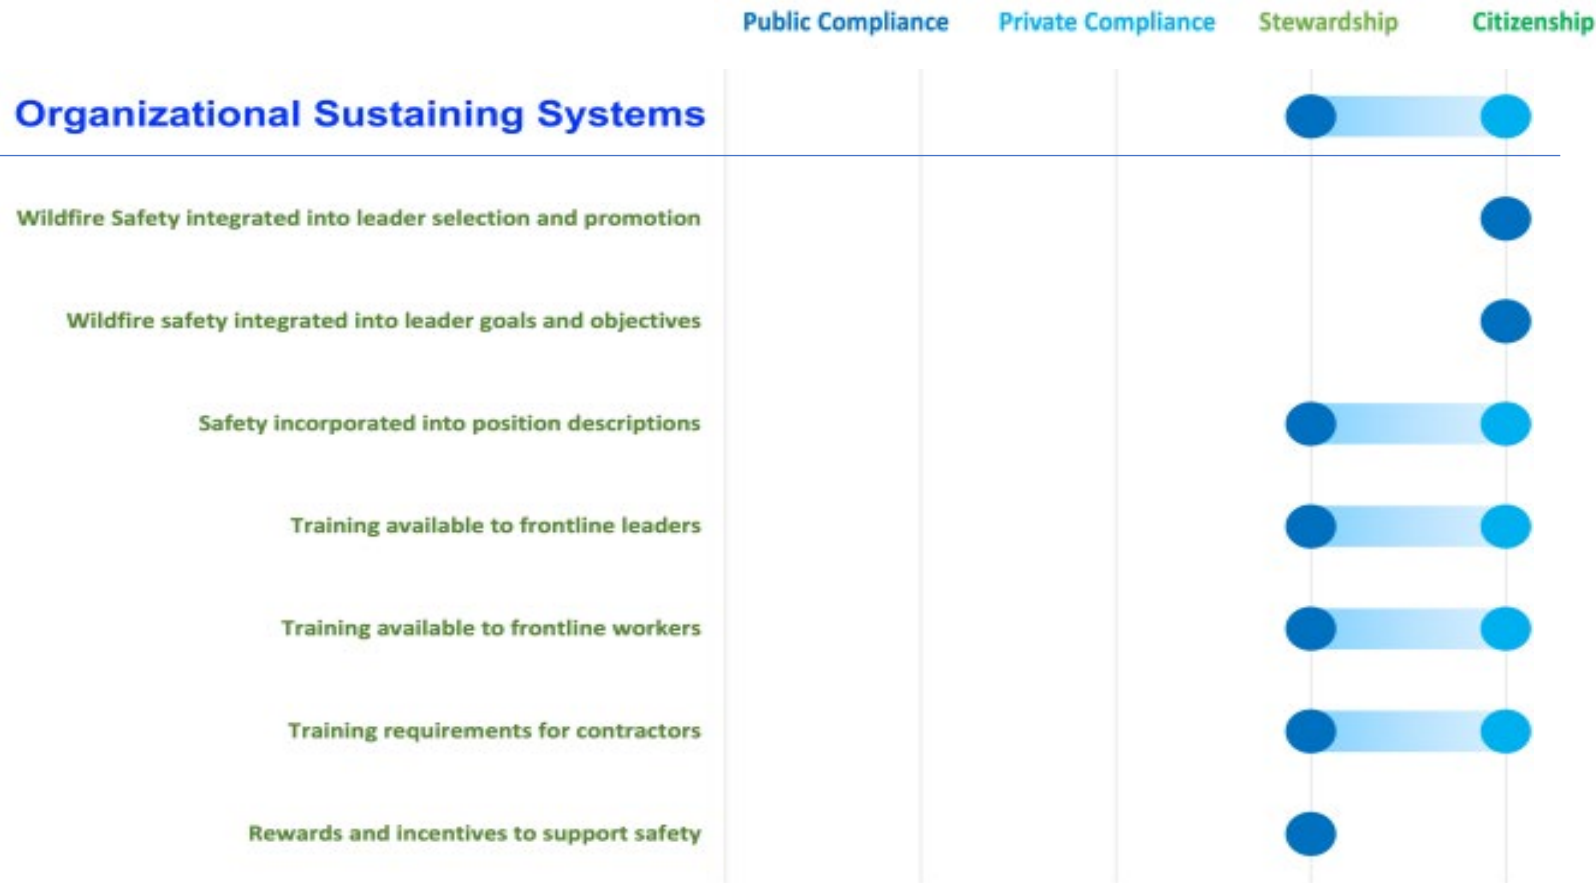 Public Compliance Private Compliance Stewardship Citizenship
Organizational Sustaining Systems
Wildfire Safety integrated into leader selection and promotion
Wildfire safety integrated into leader goals and objectives
Safety incorporated into position descriptions
Training available to frontline leaders
Training available to frontline workers
Training requirements for contractors
Rewards and incentives to support safety